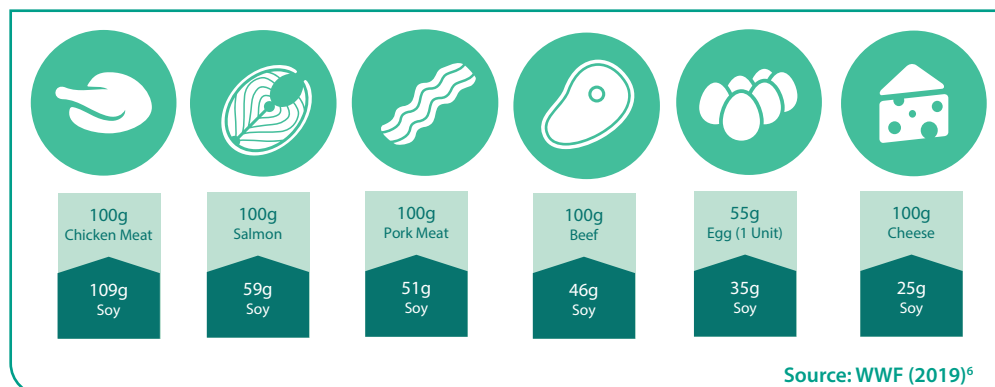 100g
Chicken Meat
109g
Soy
100g
Salmon
59g
Soy
100g
Pork Meat
51g
Soy
100g
Beef
46g
Soy
55g
Egg (1 Unit)
35g
Soy
100g
Cheese
25g
Soy
Source: WWF (2019)⁶